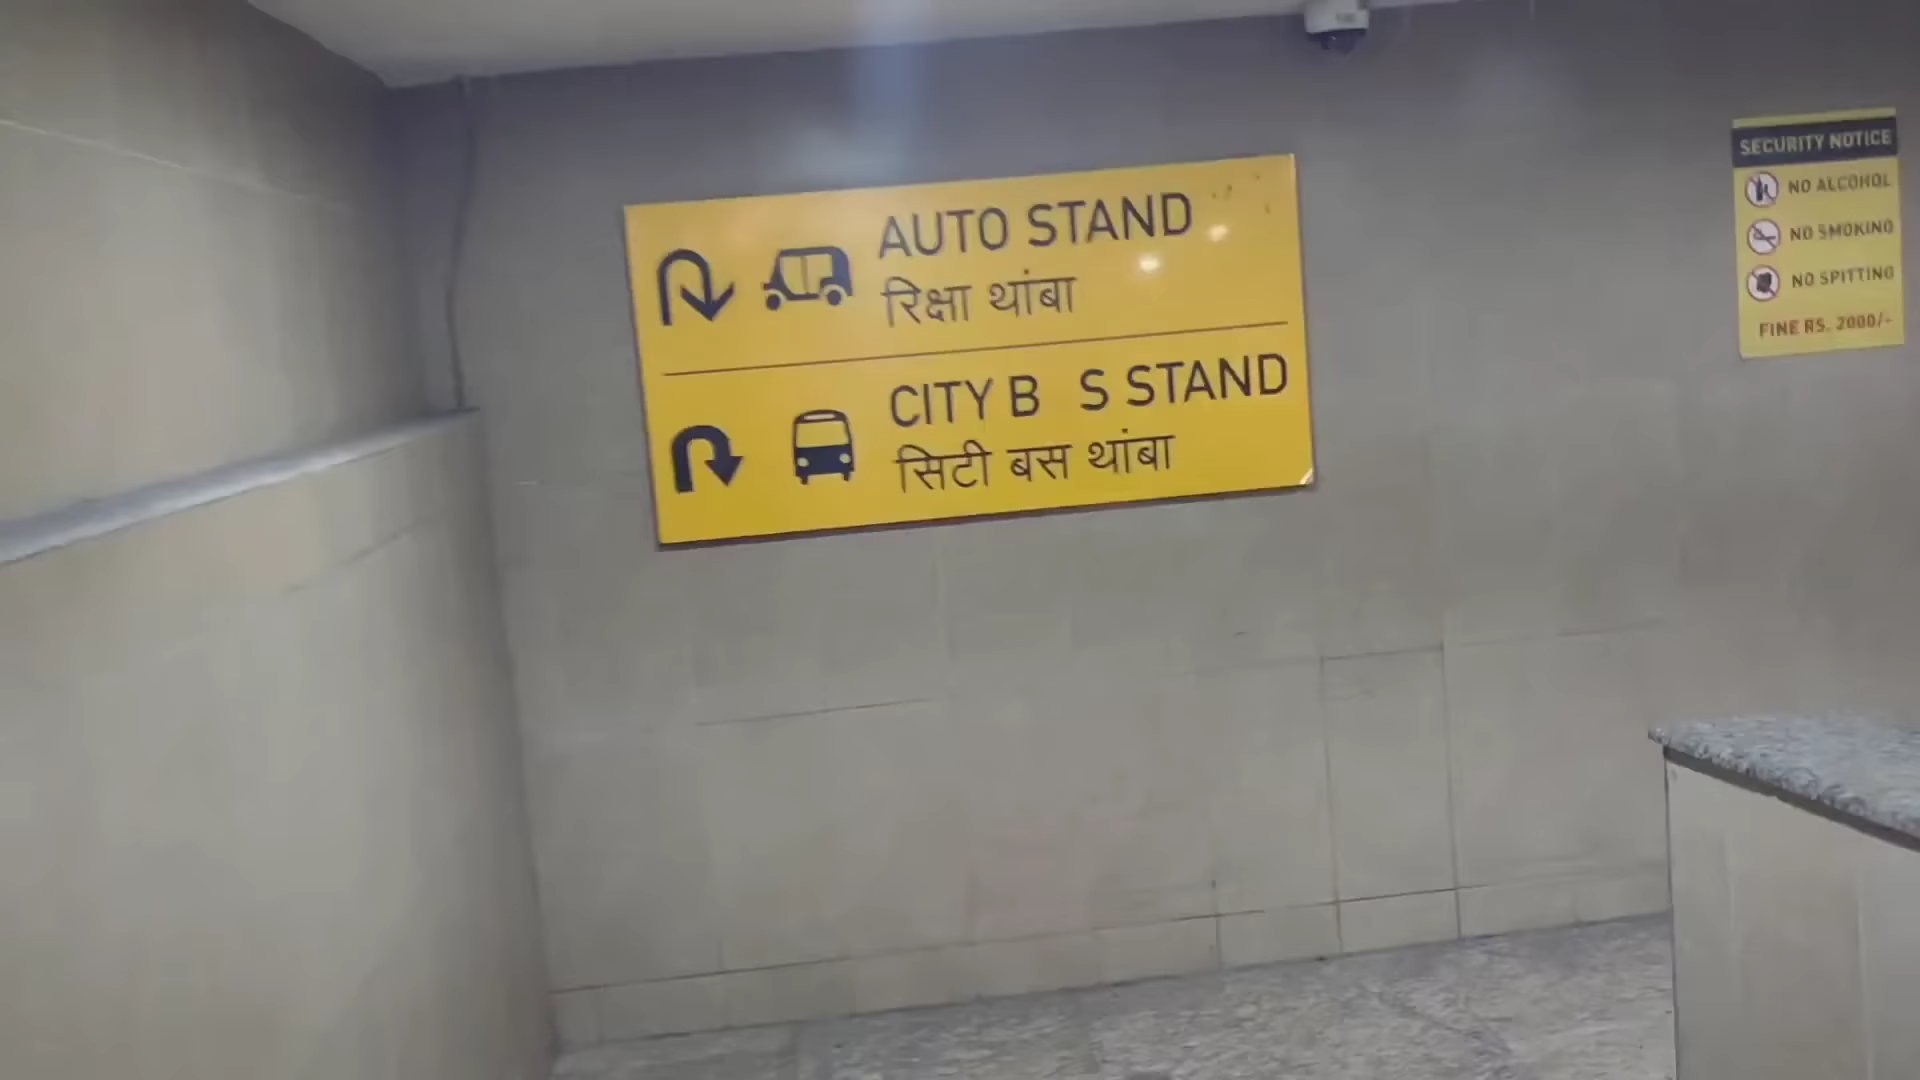 AUTO STAND
रिक्षा थांबा
CITY B S STAND
सिटी बस थांबा
SECURITY NOTICE
NO ALCOHOL
NO SMOKING
NO SPITTING
FINE RS. 2000/-